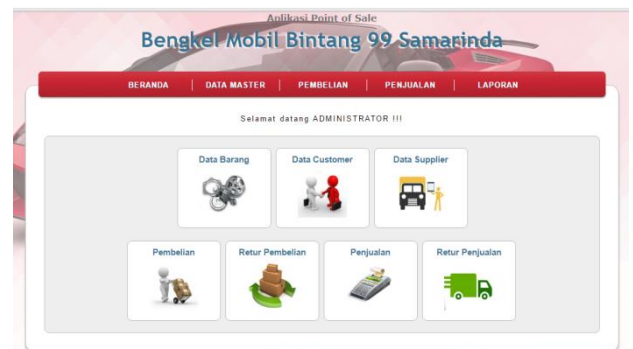 Aplikasi Point of Sale
Bengkel Mobil Bintang 99 Samarinda
BERANDA DATA MASTER PEMBELIAN PENJUALAN LAPORAN
Selamat datang ADMINISTRATOR !!!
Data Barang Data Customer Data Supplier
Pembelian Retur Pembelian Penjualan Retur Penjualan